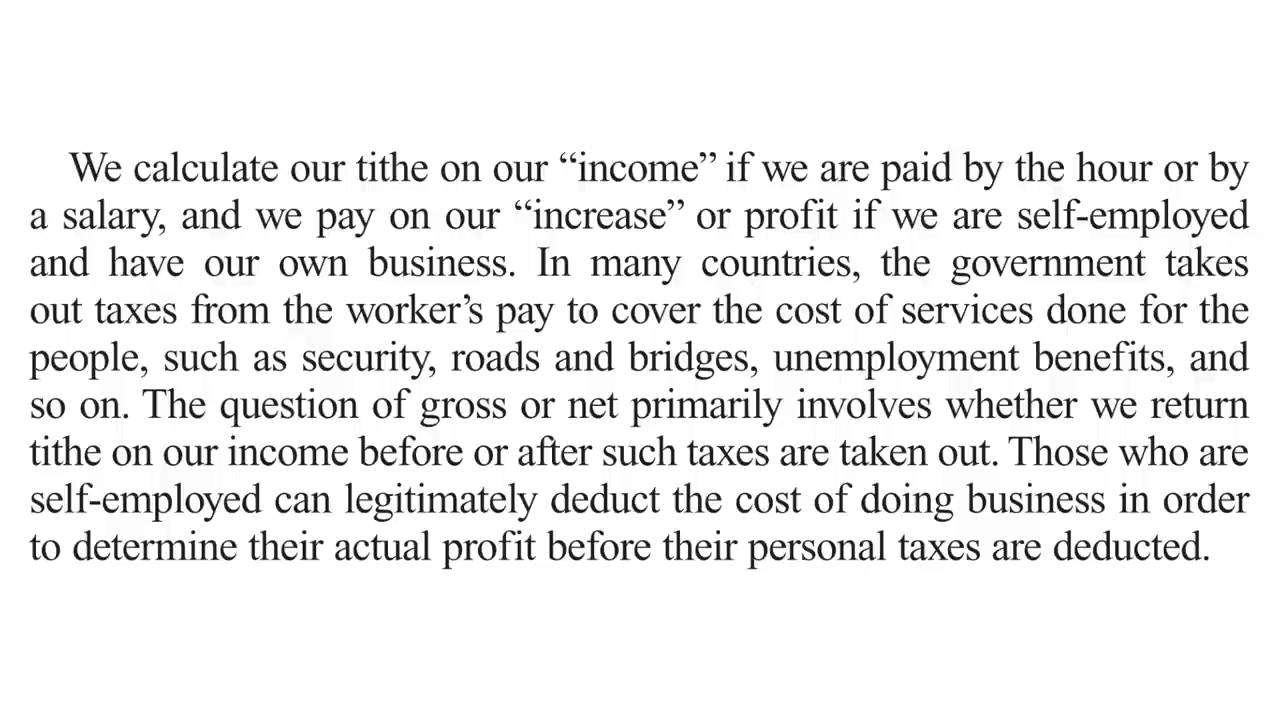 We calculate our tithe on our “income” if we are paid by the hour or by
a salary, and we pay on our “increase” or profit if we are self-employed
and have our own business. In many countries, the government takes
out taxes from the worker’s pay to cover the cost of services done for the
people, such as security, roads and bridges, unemployment benefits, and
so on. The question of gross or net primarily involves whether we return
tithe on our income before or after such taxes are taken out. Those who are
self-employed can legitimately deduct the cost of doing business in order
to determine their actual profit before their personal taxes are deducted.